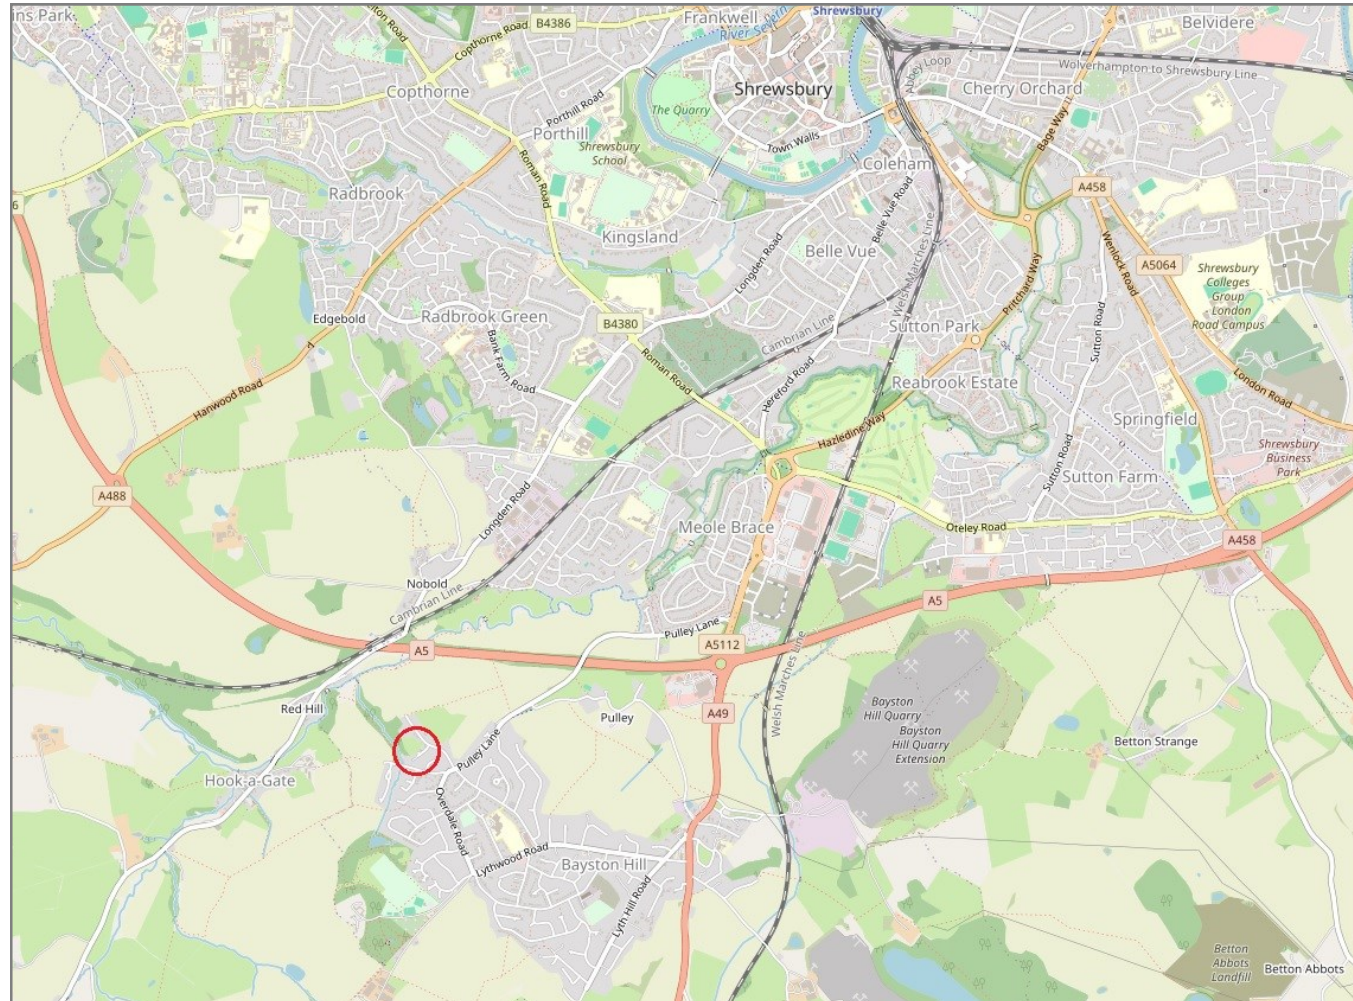 ins Park
Copthorne Road
B4386
Frankwell
River Severn
Shrewsbury
Belvidere
Copthorne
Abbey Loop
Wolverhampton to Shrewsbury Line
Cherry Orchard
Porthill Road
Porthill
The Quarry
Shrewsbury
Town Walls
Bage Way
Shrewsbury
School
Coleham
Radbrook
Roman Road
A458
6
Kingsland
Belle Vue
Belle Vue Road
Longden Road
Welsh Marches Line
Pritchard Way
Wenlock Road
A5064
Shrewsbury
Colleges
Group
London
Road Campus
Edgebold
Radbrook Green
B4380
Cambrian Line
Sutton Park
Sutton Road
Bank Farm Road
Roman Road
Hereford Road
Reabrook Estate
London Road
Hanwood Road
Hazledine Way
Springfield
Shrewsbury
Business
Park
A488
Longden Road
Sutton Road
Sutton Farm
Meole Brace
Oteley Road
A458
Nobold
Cambrian Line
A5
Pulley Lane
A5112
A5
Welsh Marches Line
Red Hill
Pulley
A49
Bayston
Hill Quarry
Bayston
Hill Quarry
Extension
Betton Strange
Hook-a-Gate
Pulley Lane
Overdale Road
Lythwood Road
Bayston Hill
Lyth Hill Road
Betton
Abbots
Landfill
Betton Abbots